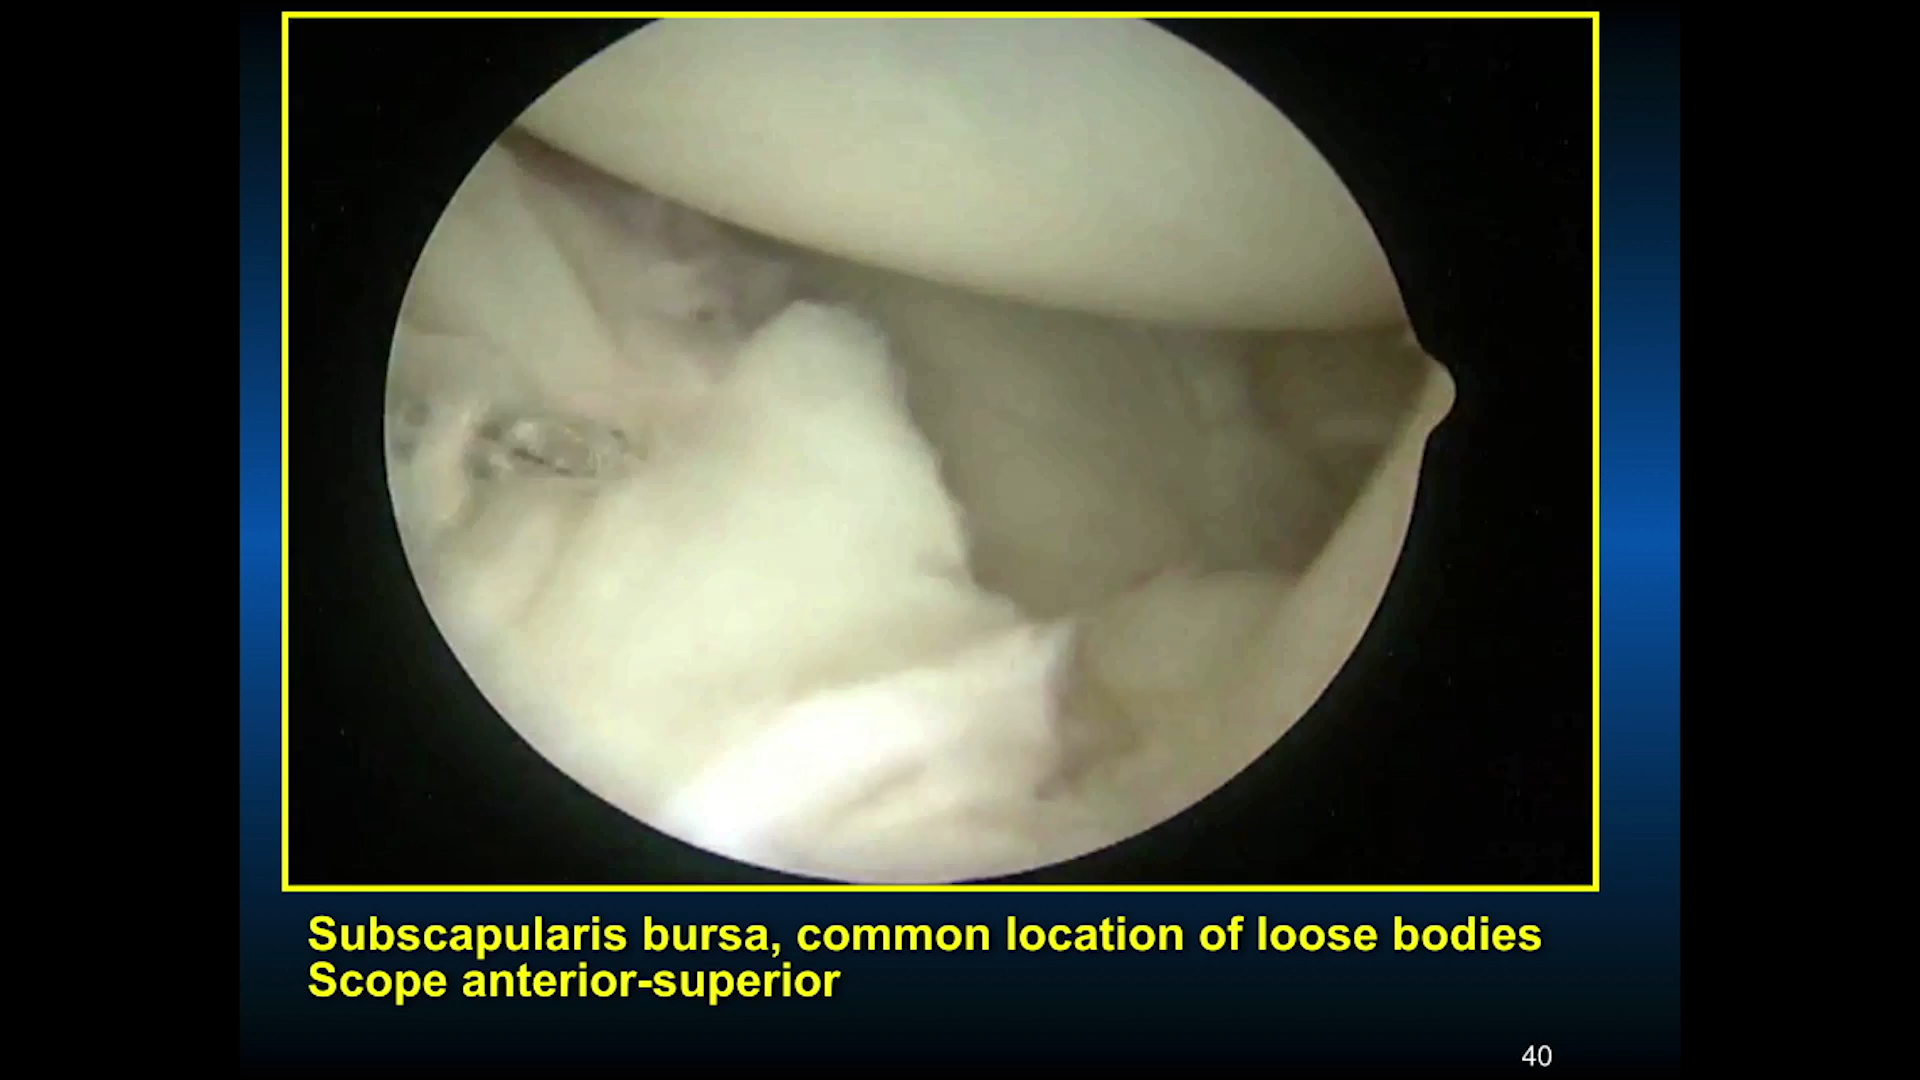 Subscapularis bursa, common location of loose bodies
Scope anterior-superior
40